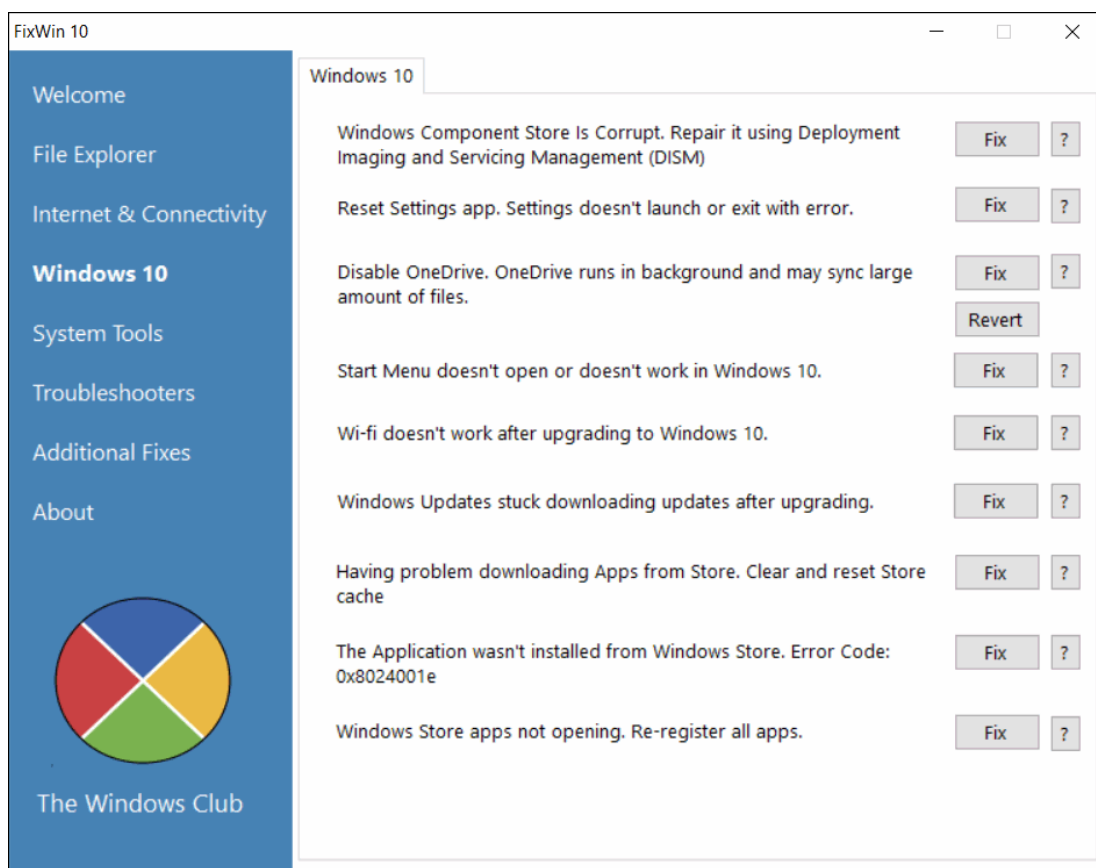 FixWin 10
Welcome
File Explorer
Internet & Connectivity
Windows 10
System Tools
Troubleshooters
Additional Fixes
About
The Windows Club
Windows 10
Windows Component Store Is Corrupt. Repair it using Deployment
Imaging and Servicing Management (DISM)
Fix
?
Reset Settings app. Settings doesn't launch or exit with error.
Fix
?
Disable OneDrive. OneDrive runs in background and may sync large
amount of files.
Fix
?
Revert
Start Menu doesn't open or doesn't work in Windows 10.
Fix
?
Wi-fi doesn't work after upgrading to Windows 10.
Fix
?
Windows Updates stuck downloading updates after upgrading.
Fix
?
Having problem downloading Apps from Store. Clear and reset Store
cache
Fix
?
The Application wasn't installed from Windows Store. Error Code:
0x8024001e
Fix
?
Windows Store apps not opening. Re-register all apps.
Fix
?